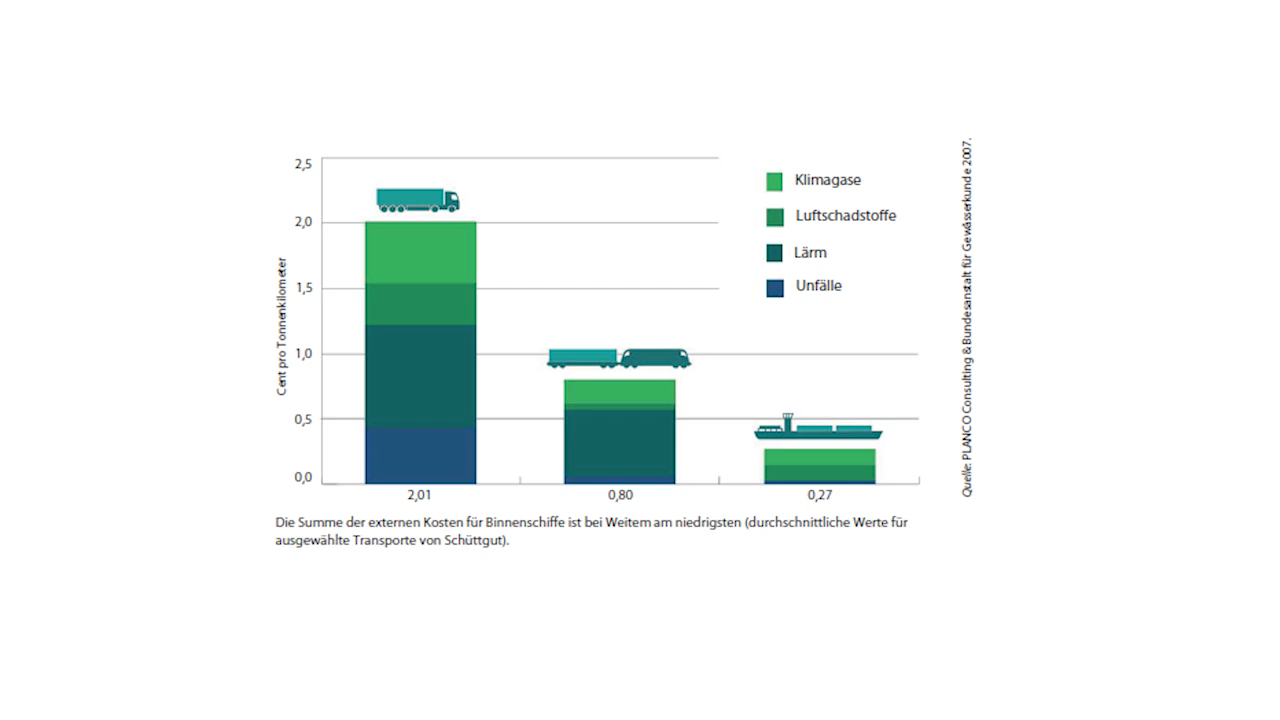 2,5
2,0
1,5
1,0
0,5
0,0
Cent pro Tonnenkilometer
Klimagase
Luftschadstoffe
Lärm
Unfälle
2,01
0,80
0,27
Quelle: PLANCO Consulting & Bundesanstalt für Gewässerkunde 2007.
Die Summe der externen Kosten für Binnenschiffe ist bei Weitem am niedrigsten (durchschnittliche Werte für
ausgewählte Transporte von Schüttgut).